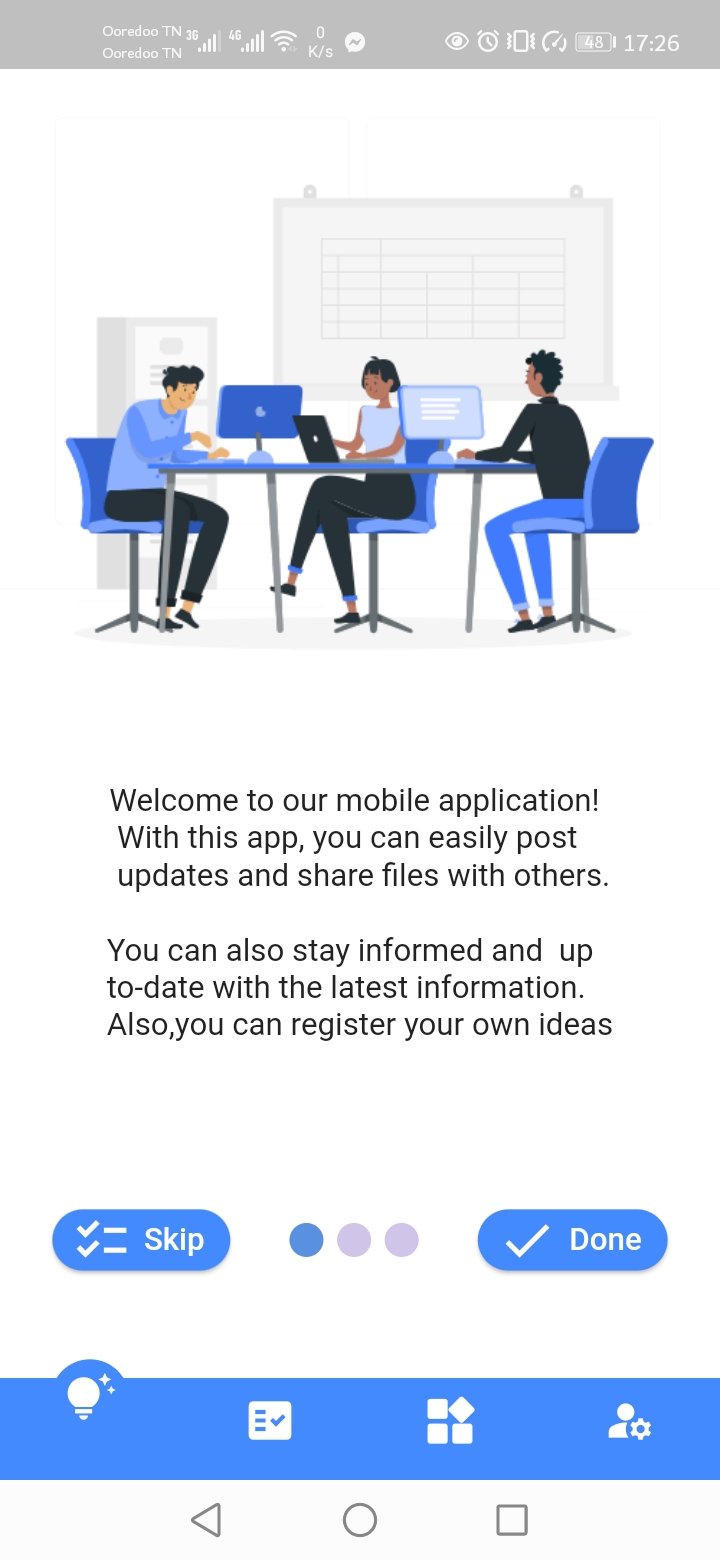 Ooredoo TN 3G 4G 0 48 17:26
Ooredoo TN K/s
Welcome to our mobile application!
With this app, you can easily post
updates and share files with others.
You can also stay informed and  up
to-date with the latest information.
Also,you can register your own ideas
Skip Done